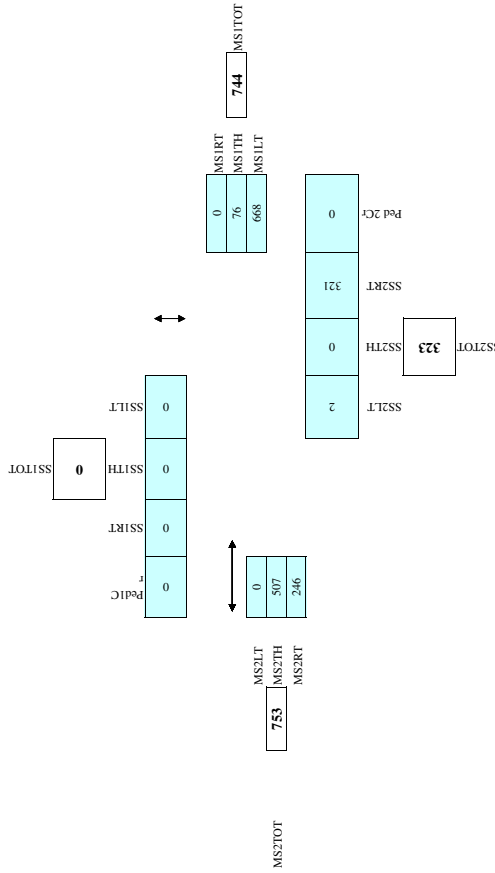 MS1TOT
744
MS1RT
MS1TH
MS1LT
0
76
668
0
Ped 2Cr
321
SS2RT
0
SS2TH
323
2
SS2LT
SS1LT
0
SS1TOT
0
SS1TH
0
SS1RT
0
Ped1C
r
0
0
507
246
MS2LT
MS2TH
MS2RT
753
MS2TOT